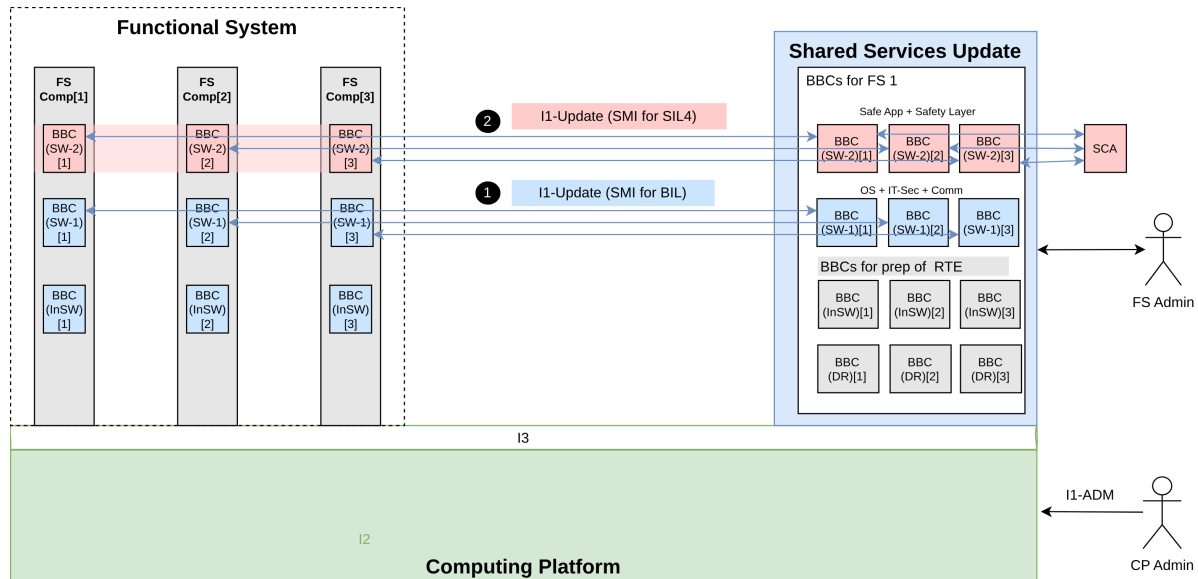 Functional System
Shared Services Update
FS
Comp[1]
FS
Comp[2]
FS
Comp[3]
BBCs for FS 1
Safe App + Safety Layer
2
I1-Update (SMI for SIL4)
BBC
(SW-2)
[1]
BBC
(SW-2)
[2]
BBC
(SW-2)
[3]
BBC
(SW-2)[1]
BBC
(SW-2)[2]
BBC
(SW-2)[3]
SCA
1
I1-Update (SMI for BIL)
OS + IT-Sec + Comm
BBC
(SW-1)
[1]
BBC
(SW-1)
[2]
BBC
(SW-1)
[3]
BBC
(SW-1)[1]
BBC
(SW-1)[2]
BBC
(SW-1)[3]
FS Admin
BBCs for prep of  RTE
BBC
(InSW)
[1]
BBC
(InSW)
[2]
BBC
(InSW)
[3]
BBC
(InSW)[1]
BBC
(InSW)[2]
BBC
(InSW)[3]
BBC
(DR)[1]
BBC
(DR)[2]
BBC
(DR)[3]
I3
I1-ADM
I2
Computing Platform
CP Admin